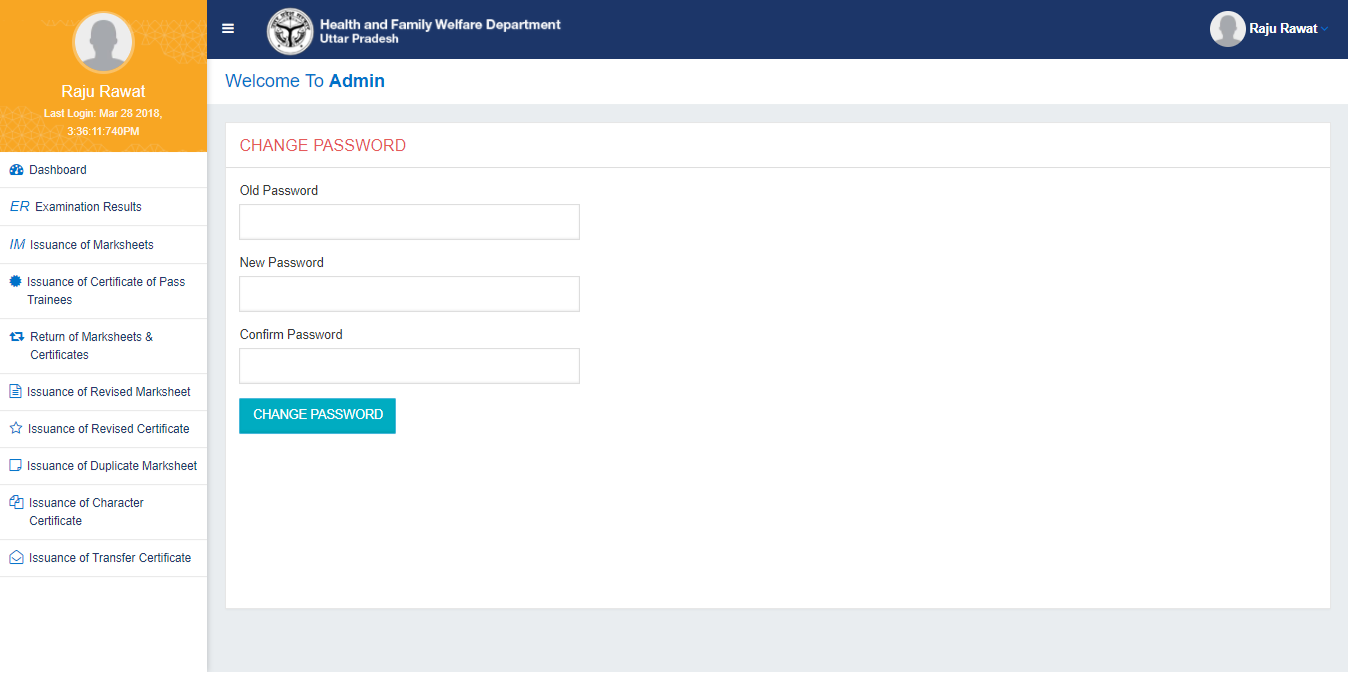 Raju Rawat
Last Login: Mar 28 2018,
3:36:11:740PM
Dashboard
ER Examination Results
IM Issuance of Marksheets
Issuance of Certificate of Pass
Trainees
Return of Marksheets &
Certificates
Issuance of Revised Marksheet
Issuance of Revised Certificate
Issuance of Duplicate Marksheet
Issuance of Character
Certificate
Issuance of Transfer Certificate
Health and Family Welfare Department
Uttar Pradesh
Raju Rawat
Welcome To Admin
CHANGE PASSWORD
Old Password
New Password
Confirm Password
CHANGE PASSWORD